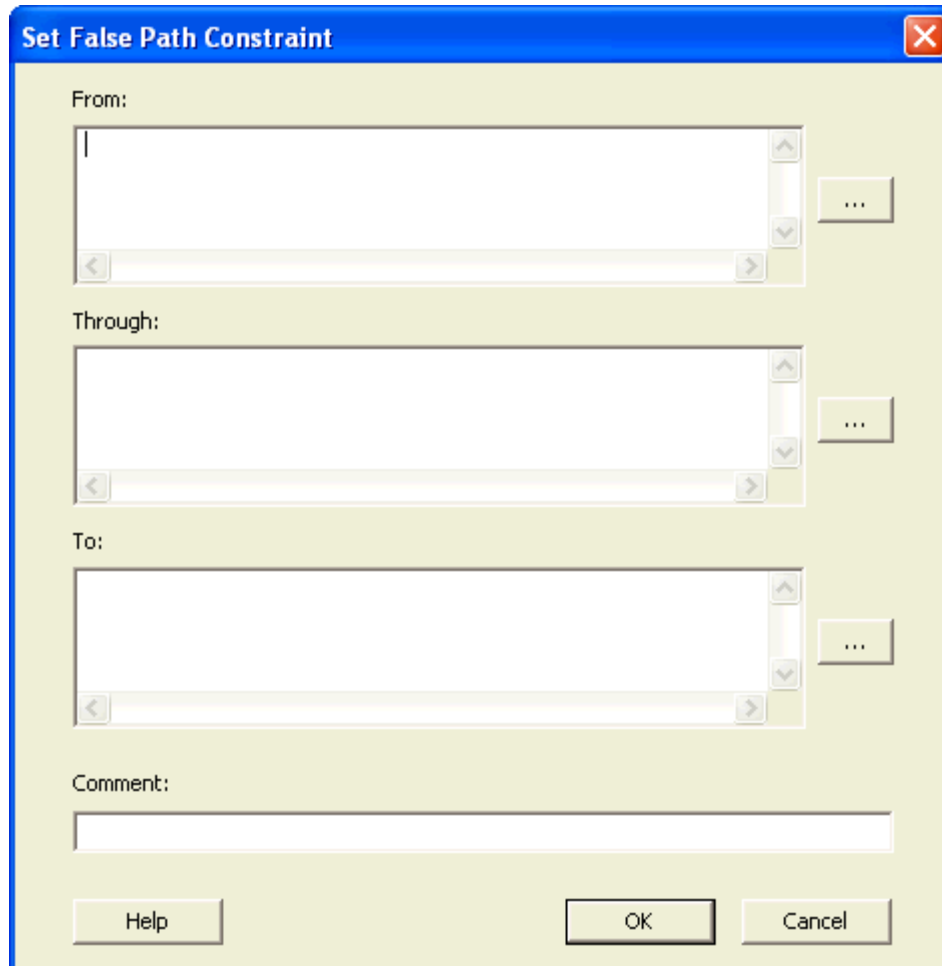 Set False Path Constraint
From:
...
Through:
...
To:
...
Comment:
Help OK Cancel